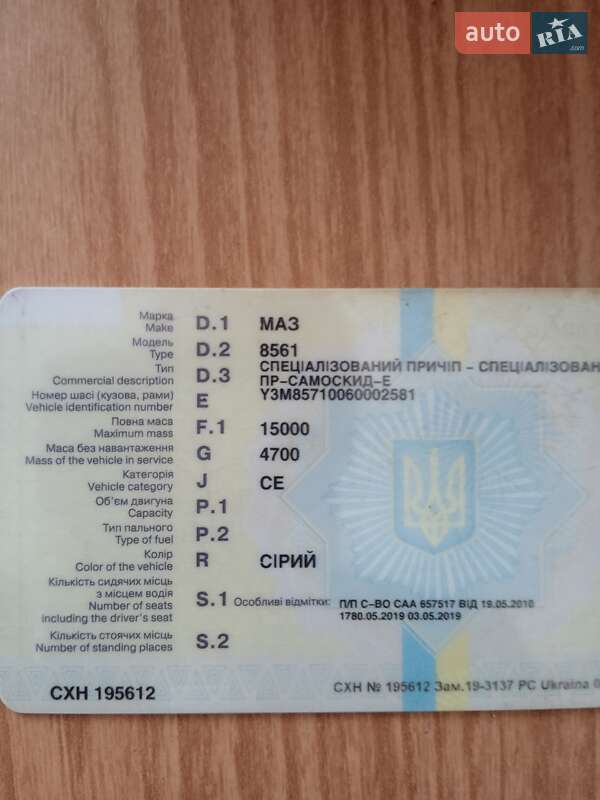 auto RIA .com
Марка D.1 МАЗ
Make
Модель D.2 8561
Type
Тип D.3 СПЕЦІАЛІЗОВАНИЙ ПРИЧІП - СПЕЦІАЛІЗОВАН
Commercial description ПР-САМОСКИД-Е
Номер шасі (кузова, рами) E Y3M85710060002581
Vehicle identification number
Повна маса F.1 15000
Maximum mass
Маса без навантаження G 4700
Mass of the vehicle in service
Категорія J СЕ
Vehicle category
Об'єм двигуна P.1
Capacity
Тип пального P.2
Type of fuel
Колір R СІРИЙ
Color of the vehicle
Кількість сидячих місць
з місцем водія S.1 Особливі відмітки: П/П С-ВО САА 657517 ВІД 19.05.2010
Number of seats 1780.05.2019 03.05.2019
including the driver's seat
Кількість стоячих місць S.2
Number of standing places
СХН 195612
СХН № 195612 Зам.19-3137 РС Ukraina 0